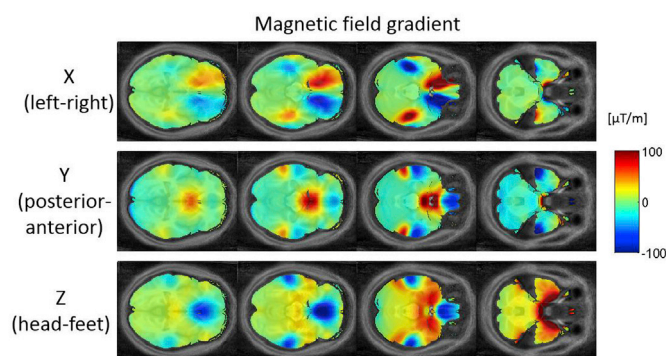 Magnetic field gradient
X
(left-right)
[μT/m]
100
0
-100
Y
(posterior-
anterior)
Z
(head-feet)